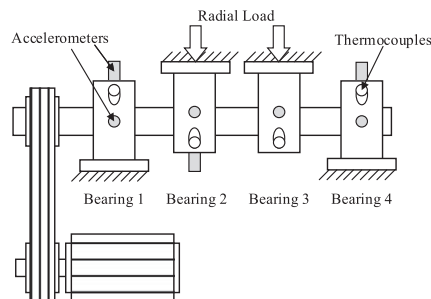 Radial Load
Accelerometers
Thermocouples
Bearing 1
Bearing 2
Bearing 3
Bearing 4